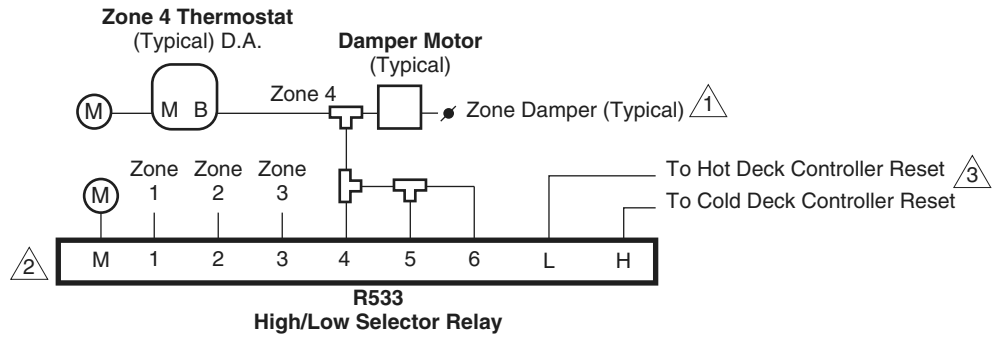 Zone 4 Thermostat
(Typical) D.A.
Damper Motor
(Typical)
M
M B
Zone 4
Zone Damper (Typical)
1
M
Zone
1
Zone
2
Zone
3
To Hot Deck Controller Reset
3
To Cold Deck Controller Reset
2
M 1 2 3 4 5 6 L H
R533
High/Low Selector Relay